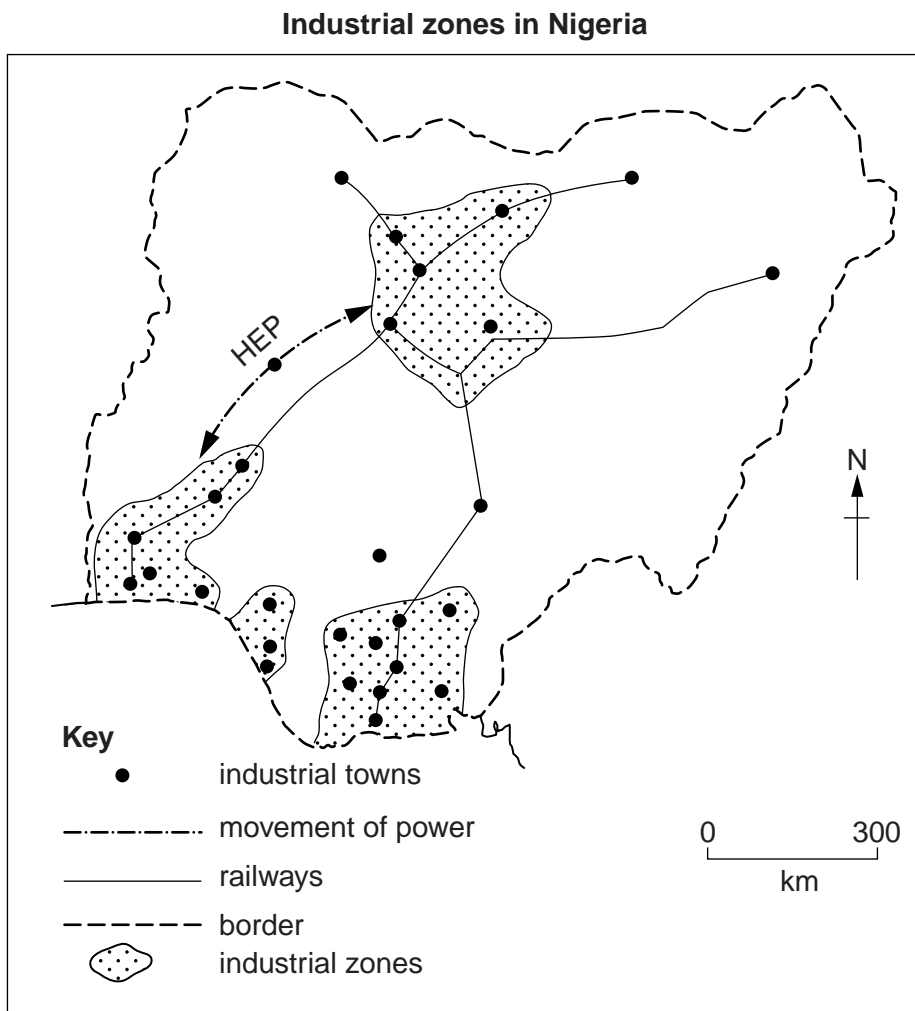 Industrial zones in Nigeria
HEP
N
Key
industrial towns
movement of power
railways
border
industrial zones
0 300
km